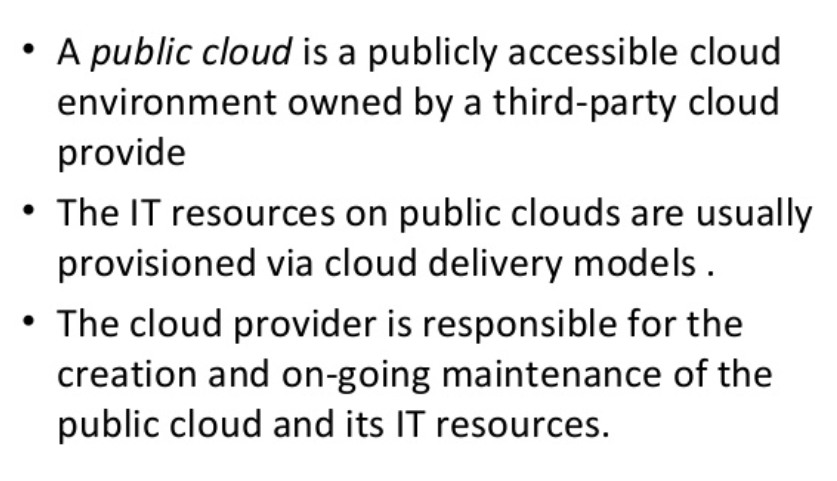 • A public cloud is a publicly accessible cloud
environment owned by a third-party cloud
provide
• The IT resources on public clouds are usually
provisioned via cloud delivery models .
• The cloud provider is responsible for the
creation and on-going maintenance of the
public cloud and its IT resources.